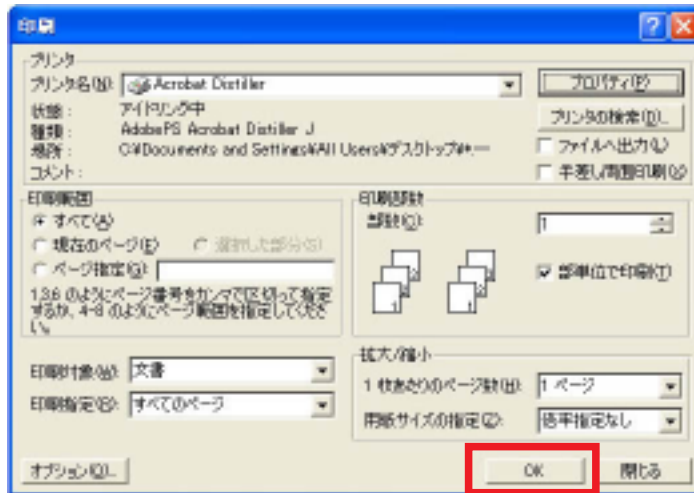 印刷
プリンタ
プリンタ名(N): Acrobat Distiller
プロパティ(P)
状態: アイドリング中
種類: AdobePS Acrobat Distiller J
プリンタの検索(D)...
場所: C:¥Documents and Settings¥All Users¥デスクトップ¥*.…
ファイルへ出力(L)
コメント:
手差し両面印刷(X)
印刷範囲
すべて(A)
現在のページ(E) 選択した部分(S)
ページ指定(G):
1,3,6 のようにページ番号をカンマで区切って指定
するか、4-8 のようにページ範囲を指定してくださ
い。
印刷部数
部数(C): 1
部単位で印刷(T)
印刷対象(W): 文書
印刷指定(R): すべてのページ
拡大/縮小
1 枚あたりのページ数(H): 1 ページ
用紙サイズの指定(Z): 倍率指定なし
オプション(O)...
OK
閉じる